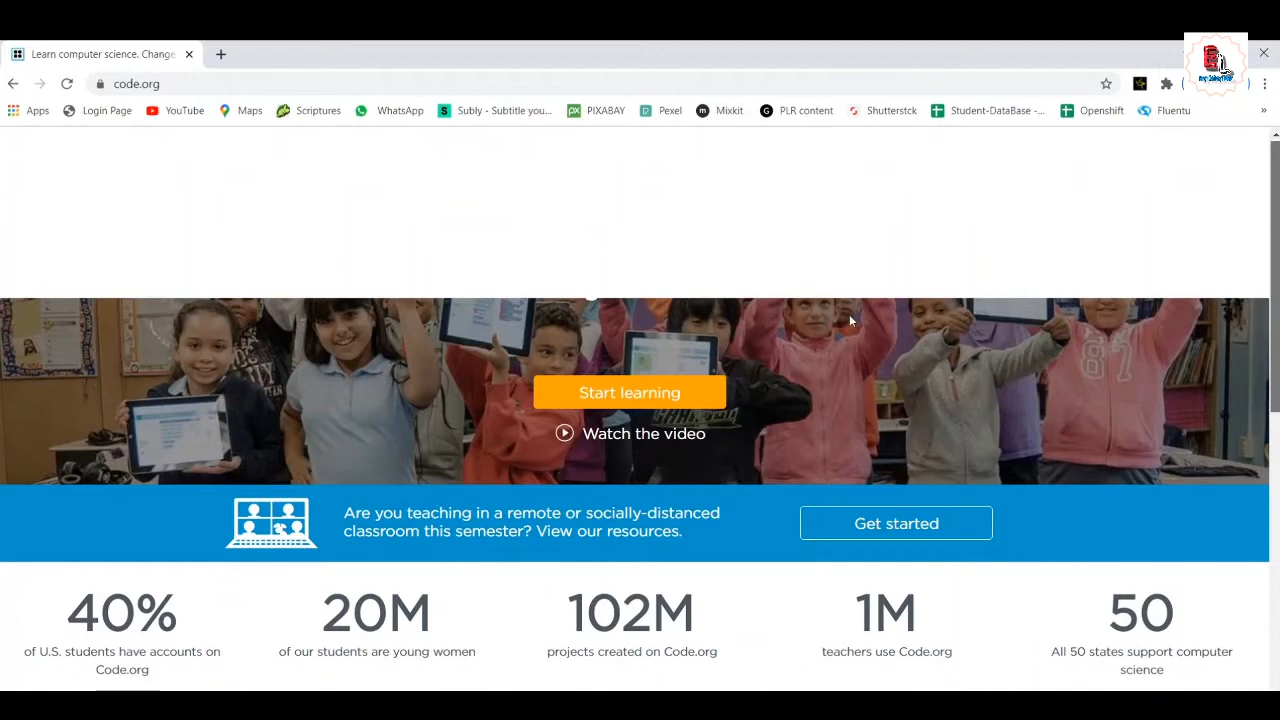 Learn computer science. Change
code.org
Apps
Login Page
YouTube
Maps
Scriptures
WhatsApp
Subly - Subtitle you...
PIXABAY
Pexel
Mixkit
PLR content
Shutterstck
Student-DataBase -...
Openshift
Fluentu
Start learning
Watch the video
Are you teaching in a remote or socially-distanced
classroom this semester? View our resources.
Get started
40%
of U.S. students have accounts on
Code.org
20M
of our students are young women
102M
projects created on Code.org
1M
teachers use Code.org
50
All 50 states support computer
science